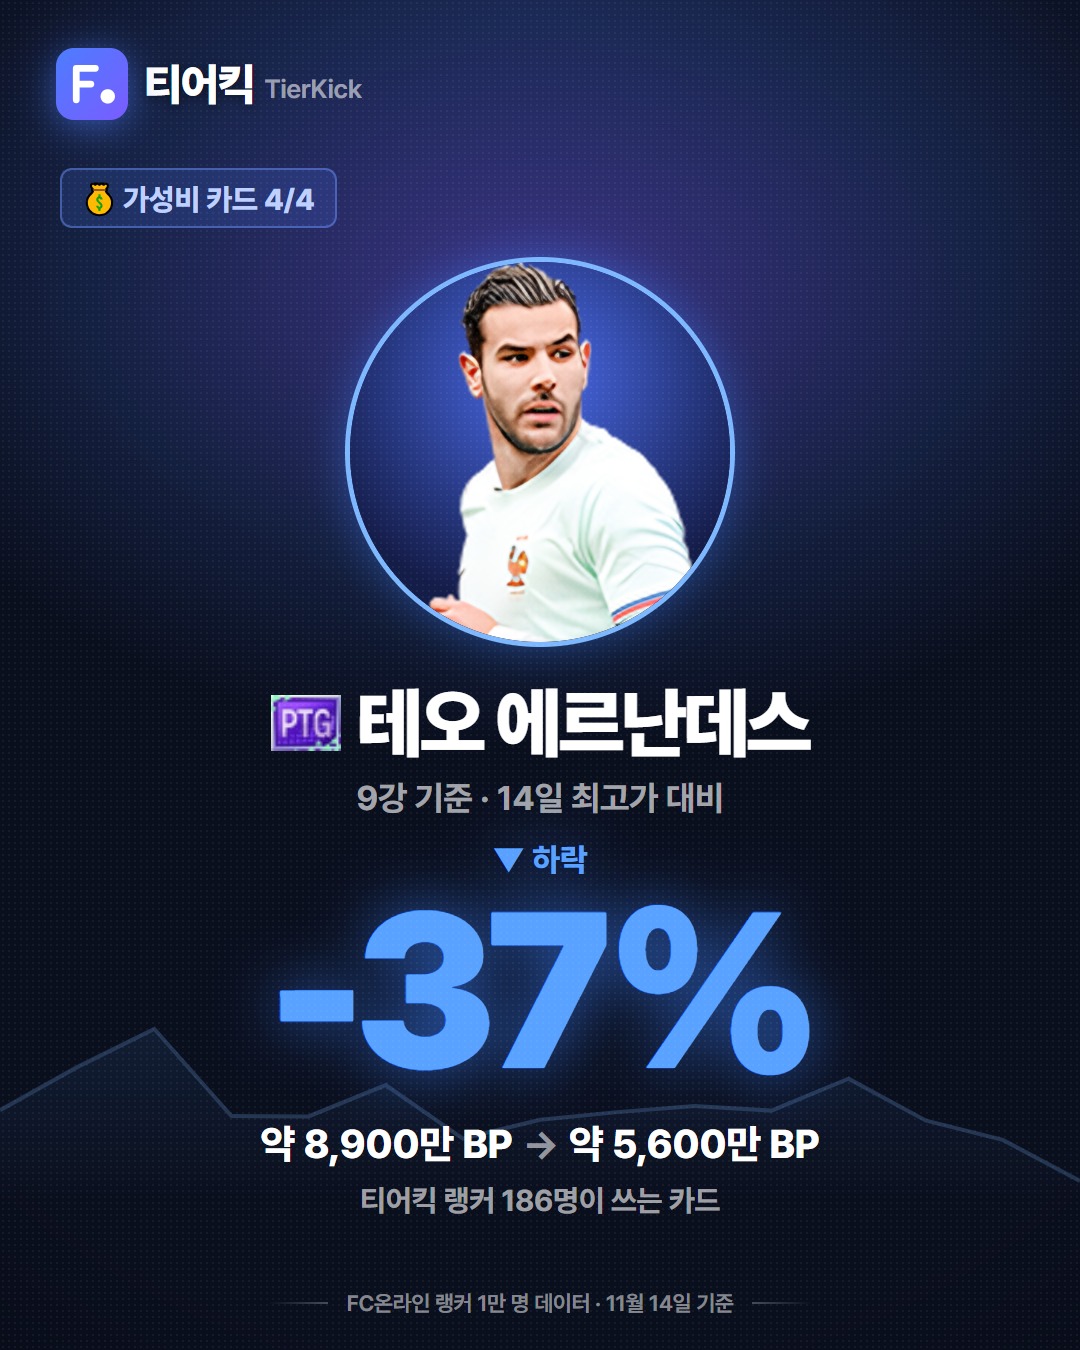 F.
티어킥 TierKick
가성비 카드 4/4
PTG 테오 에르난데스
9강 기준 · 14일 최고가 대비
▼ 하락
-37%
약 8,900만 BP → 약 5,600만 BP
티어킥 랭커 186명이 쓰는 카드
FC온라인 랭커 1만 명 데이터 · 11월 14일 기준